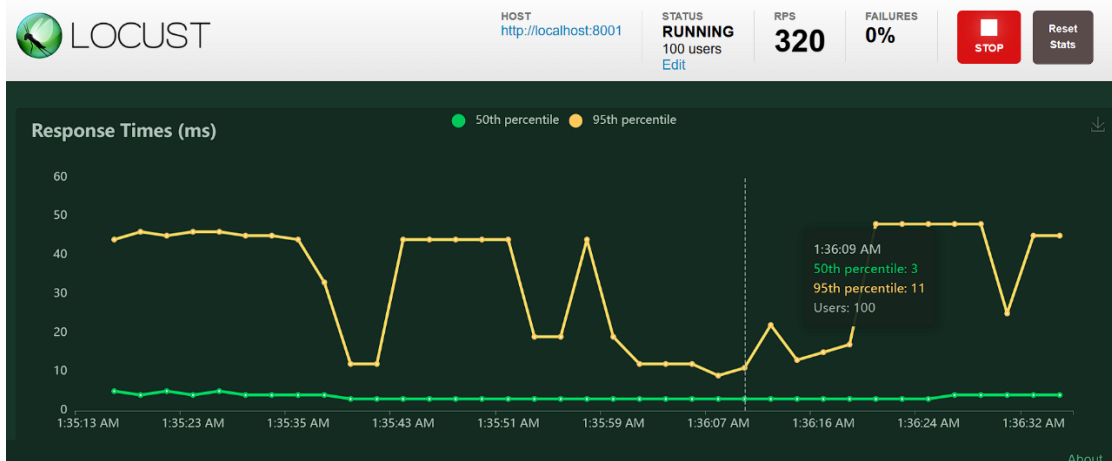 LOCUST
HOST
http://localhost:8001
STATUS
RUNNING
100 users
Edit
RPS
320
FAILURES
0%
STOP
Reset
Stats
Response Times (ms)
50th percentile
95th percentile
60
50
40
30
20
10
0
1:36:09 AM
50th percentile: 3
95th percentile: 11
Users: 100
1:35:13 AM
1:35:23 AM
1:35:35 AM
1:35:43 AM
1:35:51 AM
1:35:59 AM
1:36:07 AM
1:36:16 AM
1:36:24 AM
1:36:32 AM
About